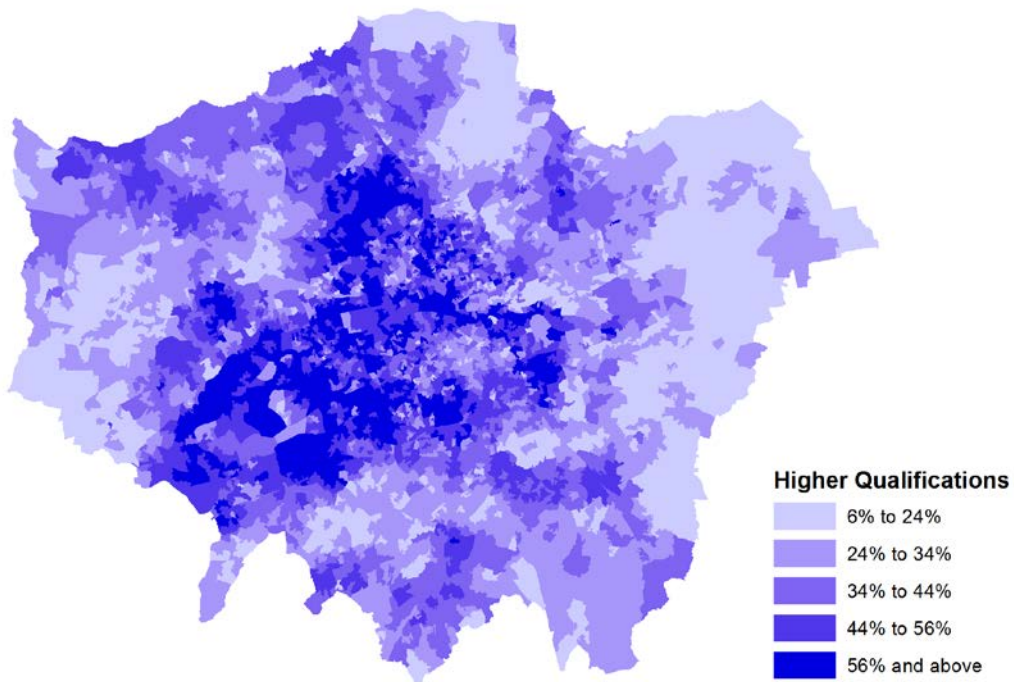 Higher Qualifications
6% to 24%
24% to 34%
34% to 44%
44% to 56%
56% and above